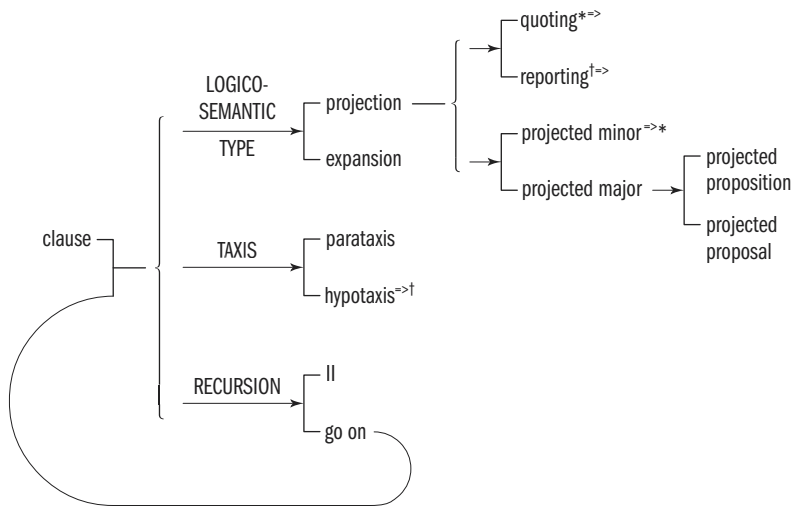 quoting*=>
reporting†=>
LOGICO-
SEMANTIC
TYPE
projection
expansion
projected minor=>*
projected major
projected
proposition
projected
proposal
clause
TAXIS
parataxis
hypotaxis=>†
RECURSION
II
go on